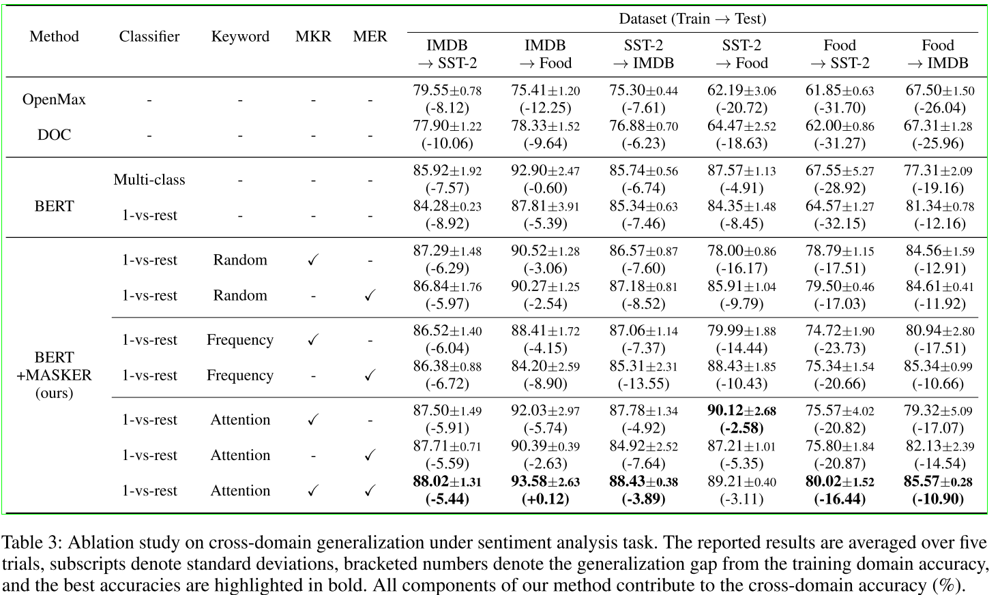 Dataset (Train → Test)
Method Classifier Keyword MKR MER
IMDB IMDB SST-2 SST-2 Food Food
→ SST-2 → Food → IMDB → Food → SST-2 → IMDB
79.55±0.78 75.41±1.20 75.30±0.44 62.19±3.06 61.85±0.63 67.50±1.50
OpenMax - - - -
(-8.12) (-12.25) (-7.61) (-20.72) (-31.70) (-26.04)
77.90±1.22 78.33±1.52 76.88±0.70 64.47±2.52 62.00±0.86 67.31±1.28
DOC - - - -
(-10.06) (-9.64) (-6.23) (-18.63) (-31.27) (-25.96)
85.92±1.92 92.90±2.47 85.74±0.56 87.57±1.13 67.55±5.27 77.31±2.09
Multi-class - - -
(-7.57) (-0.60) (-6.74) (-4.91) (-28.92) (-19.16)
BERT
84.28±0.23 87.81±3.91 85.34±0.63 84.35±1.48 64.57±1.27 81.34±0.78
1-vs-rest - - -
(-8.92) (-5.39) (-7.46) (-8.45) (-32.15) (-12.16)
87.29±1.48 90.52±1.28 86.57±0.87 78.00±0.86 78.79±1.15 84.56±1.59
1-vs-rest Random ✓ -
(-6.29) (-3.06) (-7.60) (-16.17) (-17.51) (-12.91)
86.84±1.76 90.27±1.25 87.18±0.81 85.91±1.04 79.50±0.46 84.61±0.41
1-vs-rest Random - ✓
(-5.97) (-2.54) (-8.52) (-9.79) (-17.03) (-11.92)
86.52±1.40 88.41±1.72 87.06±1.14 79.99±1.88 74.72±1.90 80.94±2.80
1-vs-rest Frequency ✓ -
(-6.04) (-4.15) (-7.37) (-14.44) (-23.73) (-17.51)
BERT
+MASKER
(ours)
86.38±0.88 84.20±2.59 85.31±2.31 88.43±1.85 75.34±1.54 85.34±0.99
1-vs-rest Frequency - ✓
(-6.72) (-8.90) (-13.55) (-10.43) (-20.66) (-10.66)
87.50±1.49 92.03±2.97 87.78±1.34 90.12±2.68 75.57±4.02 79.32±5.09
1-vs-rest Attention ✓ -
(-5.91) (-5.74) (-4.92) (-2.58) (-20.82) (-17.07)
87.71±0.71 90.39±0.39 84.92±2.52 87.21±1.01 75.80±1.84 82.13±2.39
1-vs-rest Attention - ✓
(-5.59) (-2.63) (-7.64) (-5.35) (-20.87) (-14.54)
88.02±1.31 93.58±2.63 88.43±0.38 89.21±0.40 80.02±1.52 85.57±0.28
1-vs-rest Attention ✓ ✓
(-5.44) (+0.12) (-3.89) (-3.11) (-16.44) (-10.90)
Table 3: Ablation study on cross-domain generalization under sentiment analysis task. The reported results are averaged over five
trials, subscripts denote standard deviations, bracketed numbers denote the generalization gap from the training domain accuracy,
and the best accuracies are highlighted in bold. All components of our method contribute to the cross-domain accuracy (%).